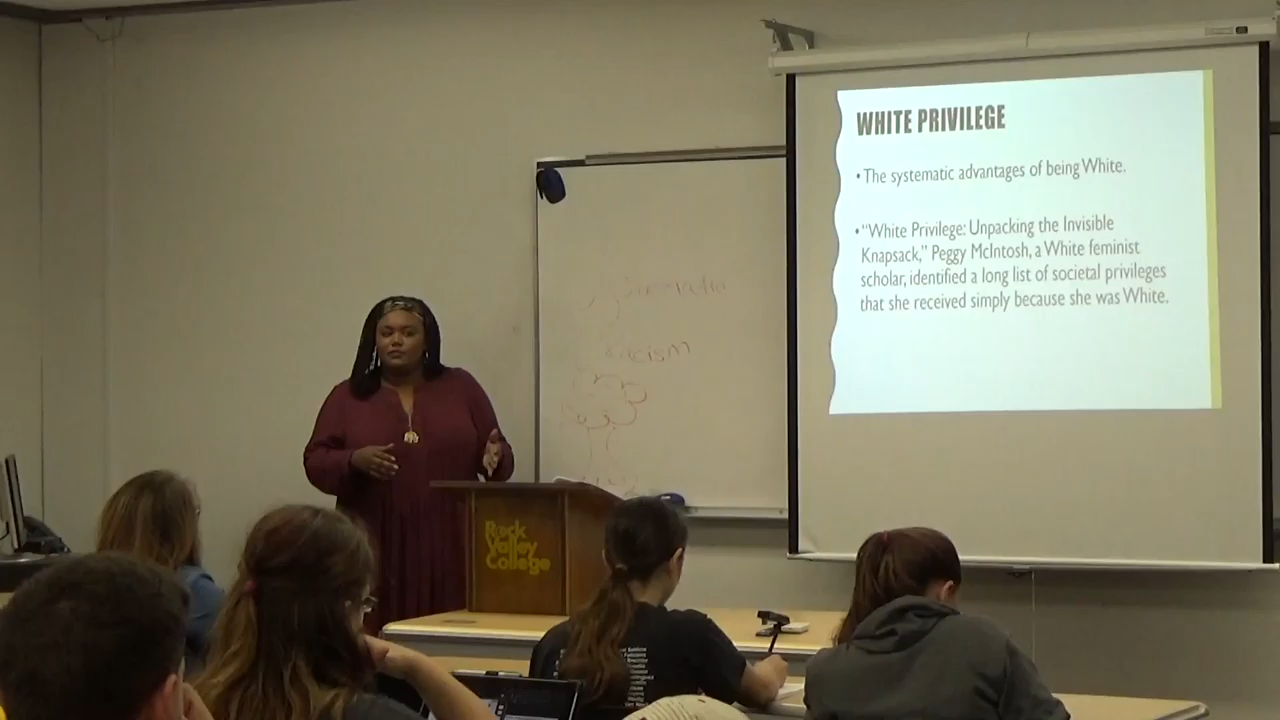 WHITE PRIVILEGE
• The systematic advantages of being White.
• “White Privilege: Unpacking the Invisible
Knapsack,” Peggy McIntosh, a White feminist
scholar, identified a long list of societal privileges
that she received simply because she was White.
racism
Rock
Valley
College